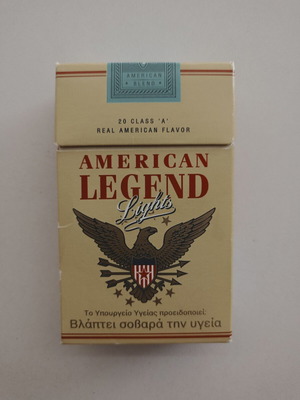 AMERICAN
BLEND
20 CLASS 'A'
REAL AMERICAN FLAVOR
AMERICAN
LEGEND
Lights
Το Υπουργείο Υγείας προειδοποιεί:
Βλάπτει σοβαρά την υγεία